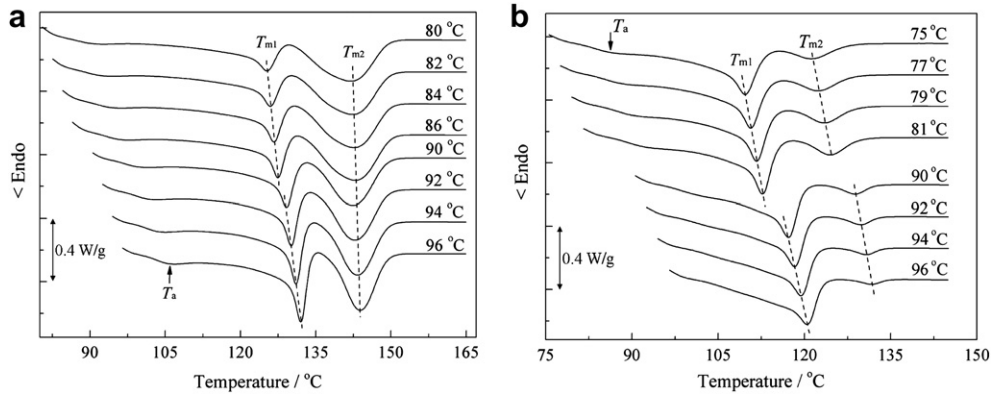 a
80 °C
82 °C
84 °C
86 °C
90 °C
92 °C
94 °C
96 °C
Tm1
Tm2
Ta
0.4 W/g
< Endo
90 105 120 135 150 165
Temperature / °C
b
75 °C
77 °C
79 °C
81 °C
90 °C
92 °C
94 °C
96 °C
Ta
Tm1
Tm2
0.4 W/g
< Endo
75 90 105 120 135 150
Temperature / °C